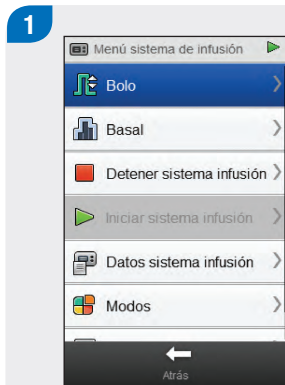 1
Menú sistema de infusión
Bolo
Basal
Detener sistema infusión
Iniciar sistema infusión
Datos sistema infusión
Modos
Atrás